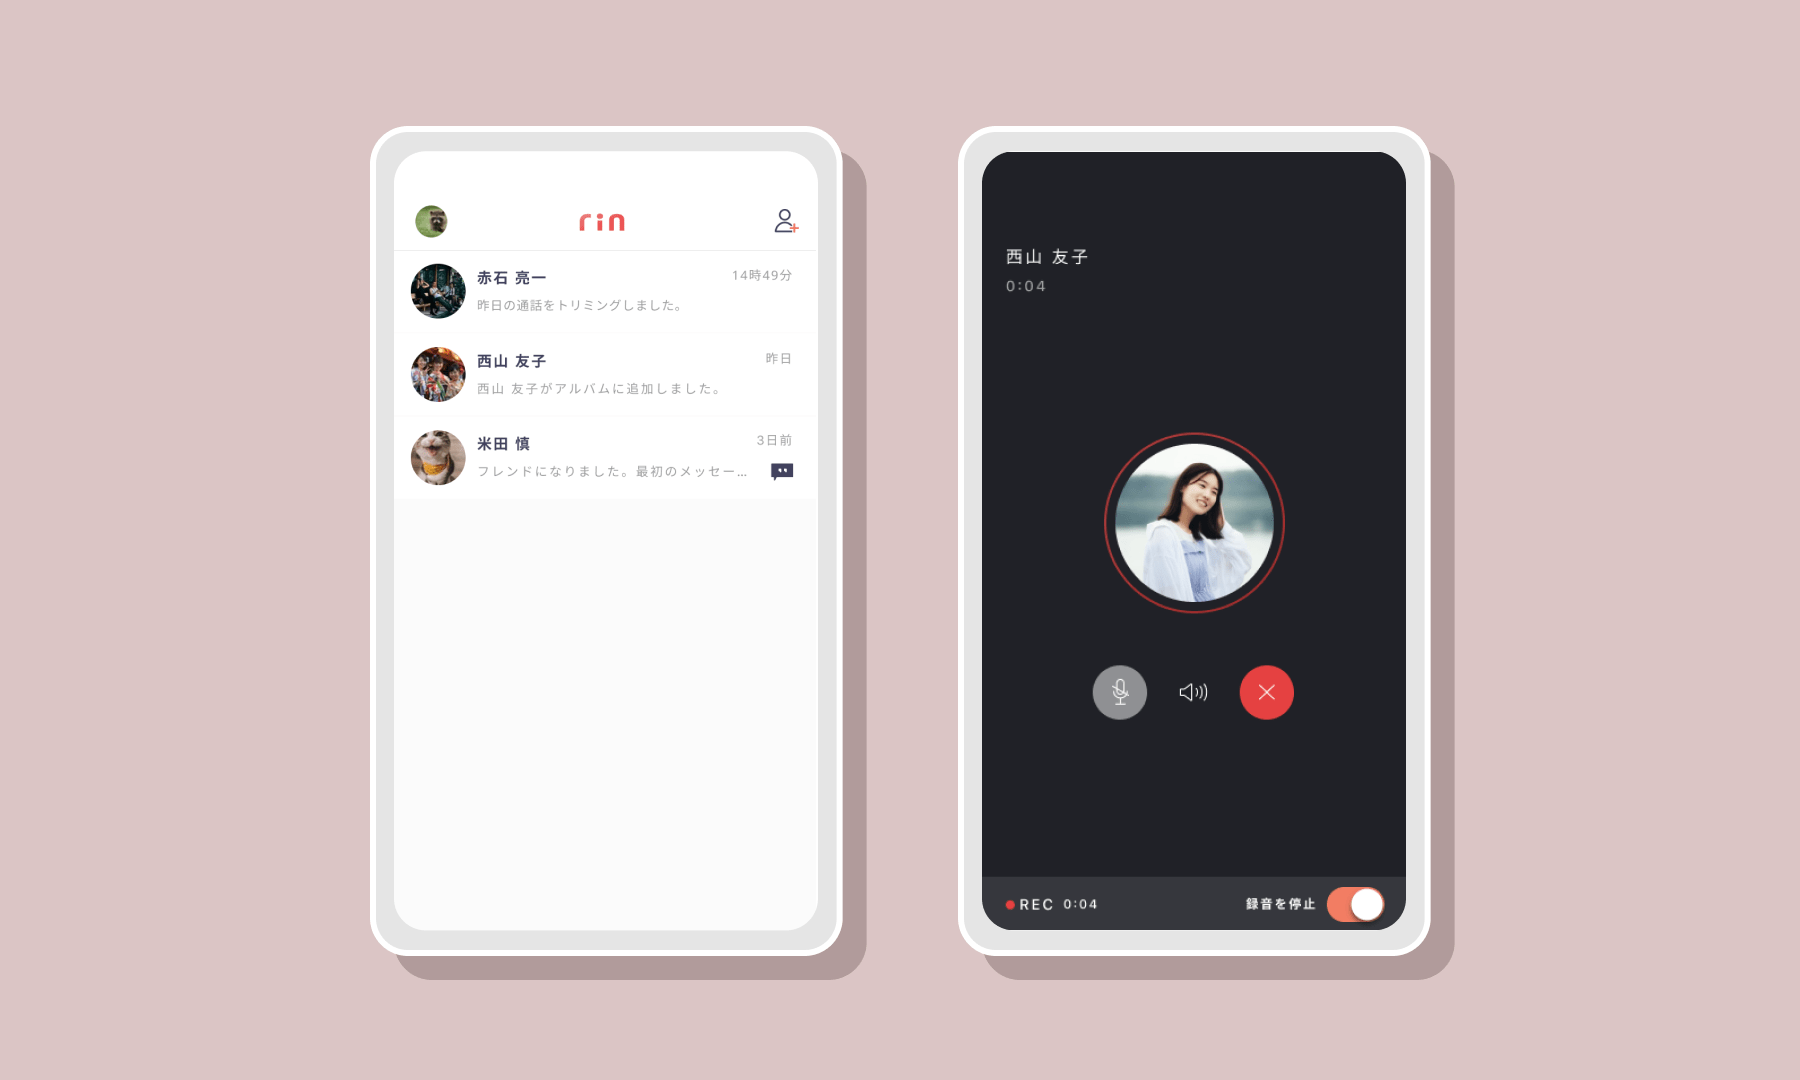 rin
赤石 亮一
14時49分
昨日の通話をトリミングしました。
西山 友子
昨日
西山 友子がアルバムに追加しました。
米田 慎
3日前
フレンドになりました。最初のメッセー...
西山 友子
0:04
REC 0:04
録音を停止